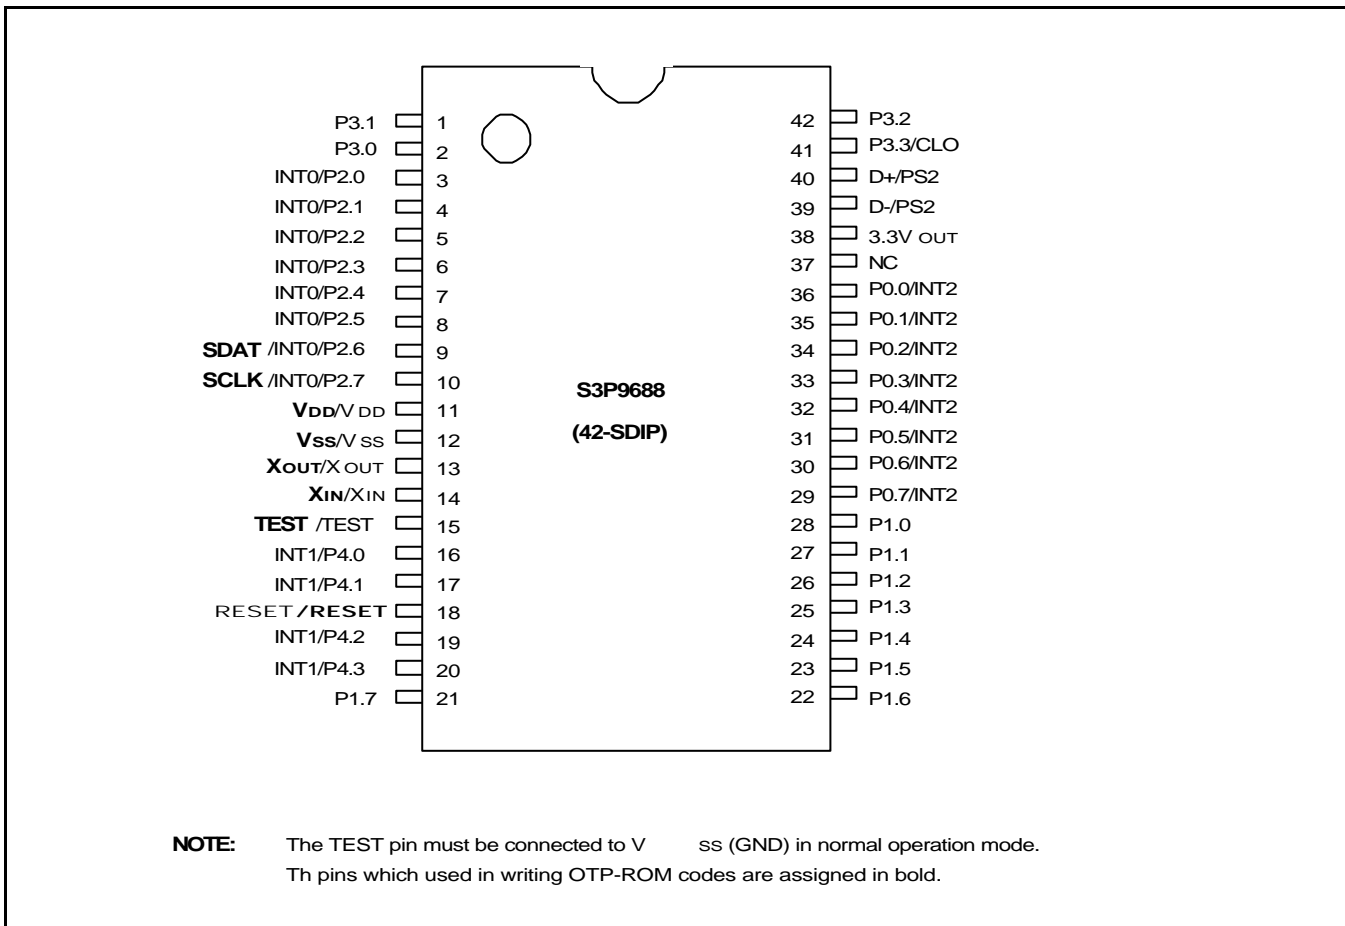 P3.1 1
P3.0 2
INT0/P2.0 3
INT0/P2.1 4
INT0/P2.2 5
INT0/P2.3 6
INT0/P2.4 7
INT0/P2.5 8
SDAT /INT0/P2.6 9
SCLK /INT0/P2.7 10
VDD/V DD 11
VSS/V SS 12
XOUT/X OUT 13
XIN/XIN 14
TEST /TEST 15
INT1/P4.0 16
INT1/P4.1 17
RESET /RESET 18
INT1/P4.2 19
INT1/P4.3 20
P1.7 21
S3P9688
(42-SDIP)
42 P3.2
41 P3.3/CLO
40 D+/PS2
39 D-/PS2
38 3.3V OUT
37 NC
36 P0.0/INT2
35 P0.1/INT2
34 P0.2/INT2
33 P0.3/INT2
32 P0.4/INT2
31 P0.5/INT2
30 P0.6/INT2
29 P0.7/INT2
28 P1.0
27 P1.1
26 P1.2
25 P1.3
24 P1.4
23 P1.5
22 P1.6
NOTE: The TEST pin must be connected to V SS (GND) in normal operation mode.
Th pins which used in writing OTP-ROM codes are assigned in bold.